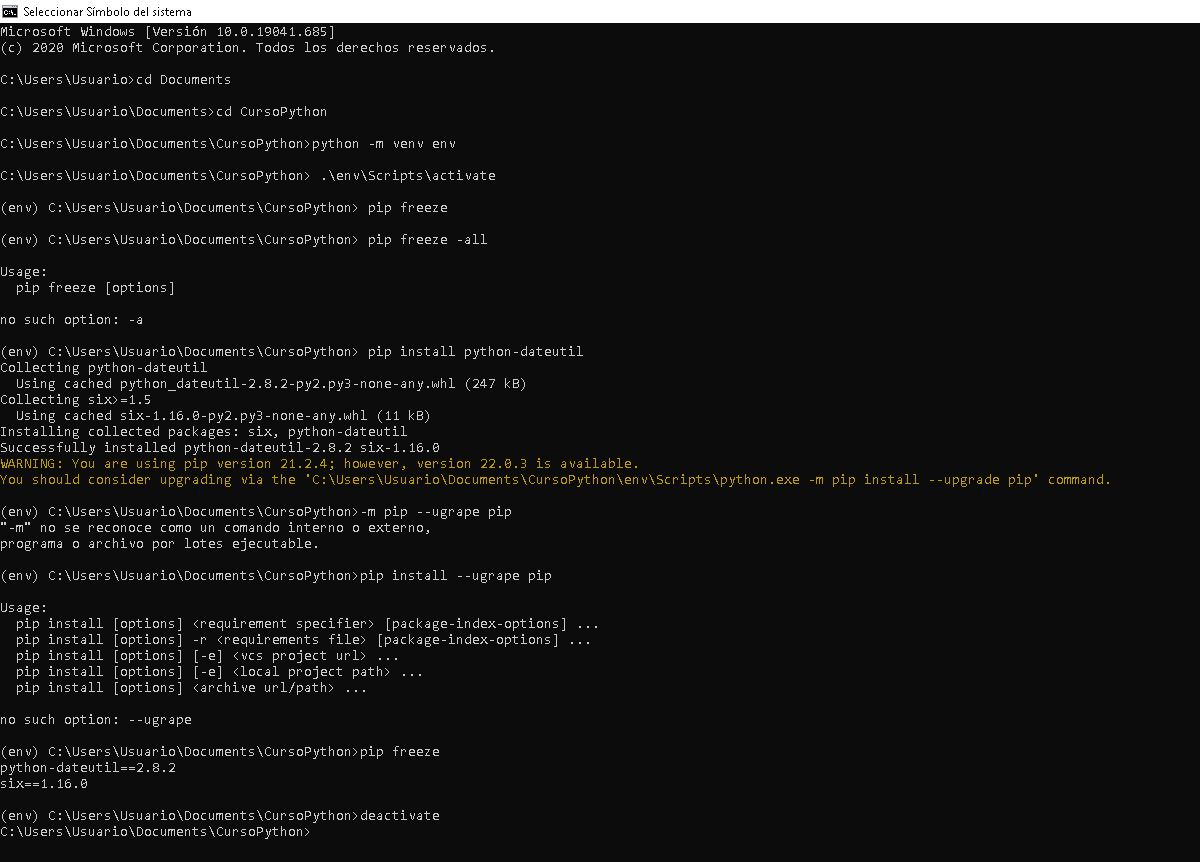 Seleccionar Símbolo del sistema
Microsoft Windows [Versión 10.0.19041.685]
(c) 2020 Microsoft Corporation. Todos los derechos reservados.
C:\Users\Usuario>cd Documents
C:\Users\Usuario\Documents>cd CursoPython
C:\Users\Usuario\Documents\CursoPython>python -m venv env
C:\Users\Usuario\Documents\CursoPython> .\env\Scripts\activate
(env) C:\Users\Usuario\Documents\CursoPython> pip freeze
(env) C:\Users\Usuario\Documents\CursoPython> pip freeze -all
Usage:
  pip freeze [options]
no such option: -a
(env) C:\Users\Usuario\Documents\CursoPython> pip install python-dateutil
Collecting python-dateutil
  Using cached python_dateutil-2.8.2-py2.py3-none-any.whl (247 kB)
Collecting six>=1.5
  Using cached six-1.16.0-py2.py3-none-any.whl (11 kB)
Installing collected packages: six, python-dateutil
Successfully installed python-dateutil-2.8.2 six-1.16.0
WARNING: You are using pip version 21.2.4; however, version 22.0.3 is available.
You should consider upgrading via the 'C:\Users\Usuario\Documents\CursoPython\env\Scripts\python.exe -m pip install --upgrade pip' command.
(env) C:\Users\Usuario\Documents\CursoPython>-m pip --ugrape pip
"-m" no se reconoce como un comando interno o externo,
programa o archivo por lotes ejecutable.
(env) C:\Users\Usuario\Documents\CursoPython>pip install --ugrape pip
Usage:
  pip install [options] <requirement specifier> [package-index-options] ...
  pip install [options] -r <requirements file> [package-index-options] ...
  pip install [options] [-e] <vcs project url> ...
  pip install [options] [-e] <local project path> ...
  pip install [options] <archive url/path> ...
no such option: --ugrape
(env) C:\Users\Usuario\Documents\CursoPython>pip freeze
python-dateutil==2.8.2
six==1.16.0
(env) C:\Users\Usuario\Documents\CursoPython>deactivate
C:\Users\Usuario\Documents\CursoPython>